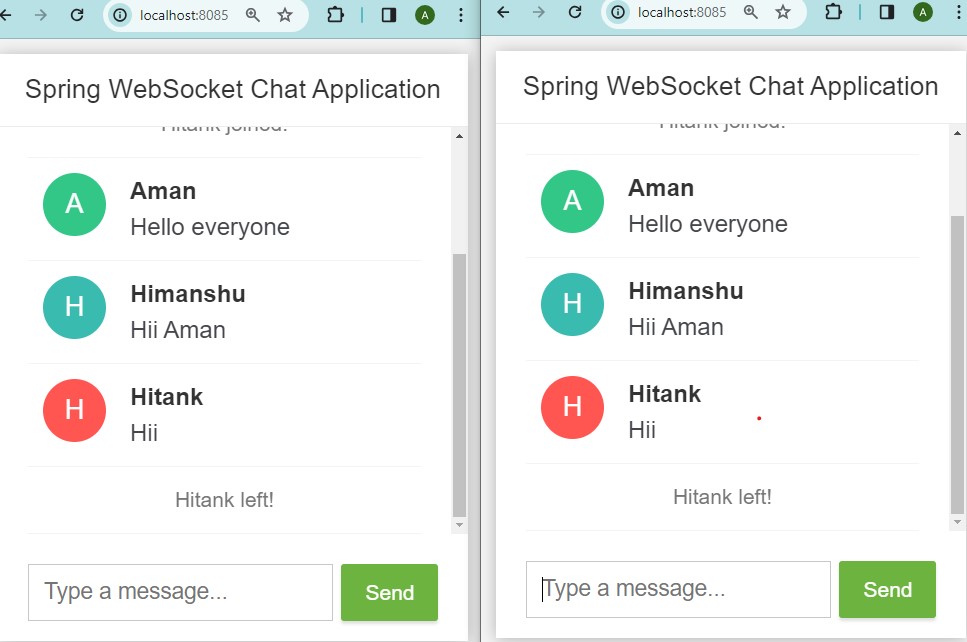 localhost:8085
A
Spring WebSocket Chat Application
Hitank joined!
A
Aman
Hello everyone
H
Himanshu
Hii Aman
H
Hitank
Hii
Hitank left!
Type a message...
Send
localhost:8085
A
Spring WebSocket Chat Application
Hitank joined!
A
Aman
Hello everyone
H
Himanshu
Hii Aman
H
Hitank
Hii
Hitank left!
Type a message...
Send